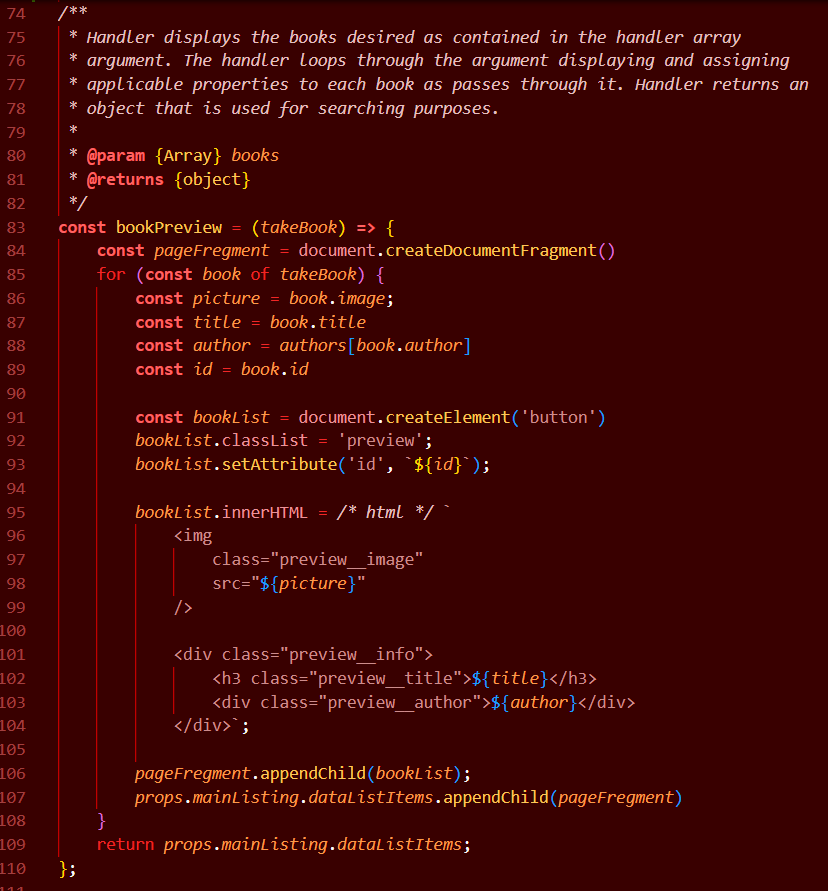 74 /**
75  * Handler displays the books desired as contained in the handler array
76  * argument. The handler loops through the argument displaying and assigning
77  * applicable properties to each book as passes through it. Handler returns an
78  * object that is used for searching purposes.
79  *
80  * @param {Array} books
81  * @returns {object}
82  */
83 const bookPreview = (takeBook) => {
84     const pageFregment = document.createDocumentFragment()
85     for (const book of takeBook) {
86         const picture = book.image;
87         const title = book.title
88         const author = authors[book.author]
89         const id = book.id
90
91         const bookList = document.createElement('button')
92         bookList.classList = 'preview';
93         bookList.setAttribute('id', `${id}`);
94
95         bookList.innerHTML = /* html */ `
96             <img
97                 class="preview__image"
98                 src="${picture}"
99             />
100
101             <div class="preview__info">
102                 <h3 class="preview__title">${title}</h3>
103                 <div class="preview__author">${author}</div>
104             </div>`;
105
106         pageFregment.appendChild(bookList);
107         props.mainListing.dataListItems.appendChild(pageFregment)
108     }
109     return props.mainListing.dataListItems;
110 };